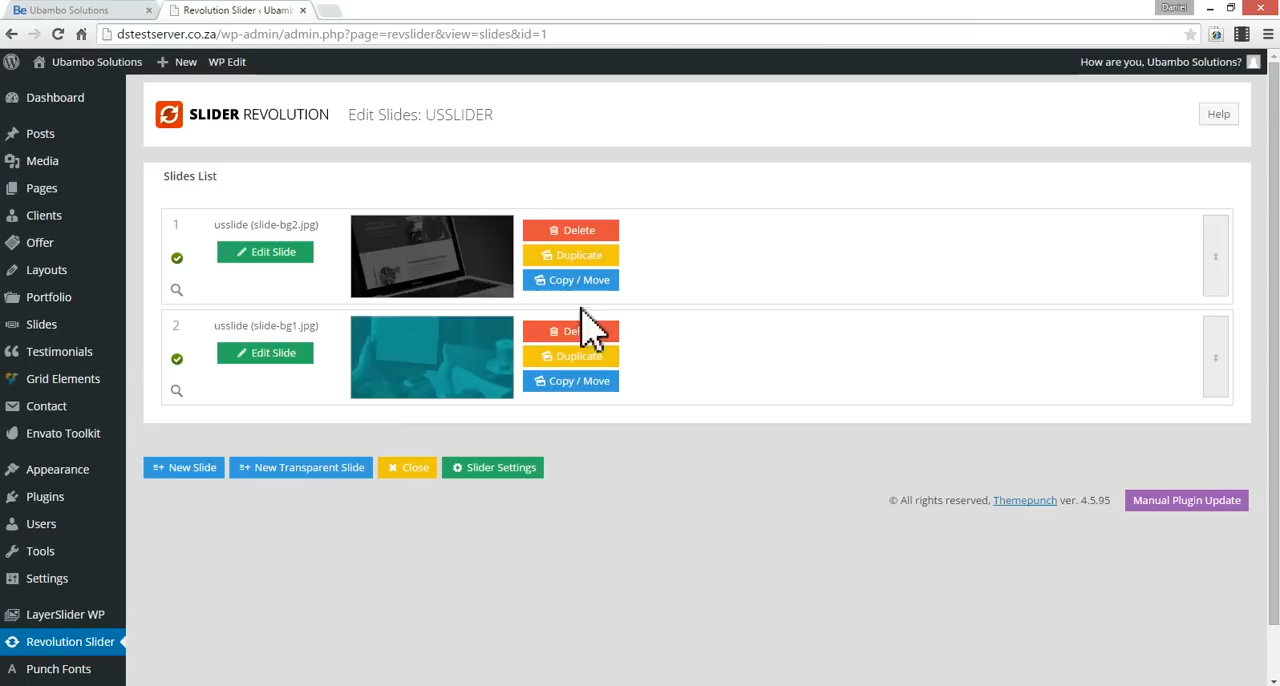 Be Ubambo Solutions
Revolution Slider ‹ Ubamb
Daniel
dstestserver.co.za/wp-admin/admin.php?page=revslider&view=slides&id=1
Ubambo Solutions
New
WP Edit
How are you, Ubambo Solutions?
Dashboard
Posts
Media
Pages
Clients
Offer
Layouts
Portfolio
Slides
Testimonials
Grid Elements
Contact
Envato Toolkit
Appearance
Plugins
Users
Tools
Settings
LayerSlider WP
Revolution Slider
Punch Fonts
SLIDER REVOLUTION
Edit Slides: USSLIDER
Help
Slides List
1
usslide (slide-bg2.jpg)
Edit Slide
Delete
Duplicate
Copy / Move
2
usslide (slide-bg1.jpg)
Edit Slide
Del
Duplicate
Copy / Move
New Slide
New Transparent Slide
Close
Slider Settings
© All rights reserved, Themepunch ver. 4.5.95
Manual Plugin Update